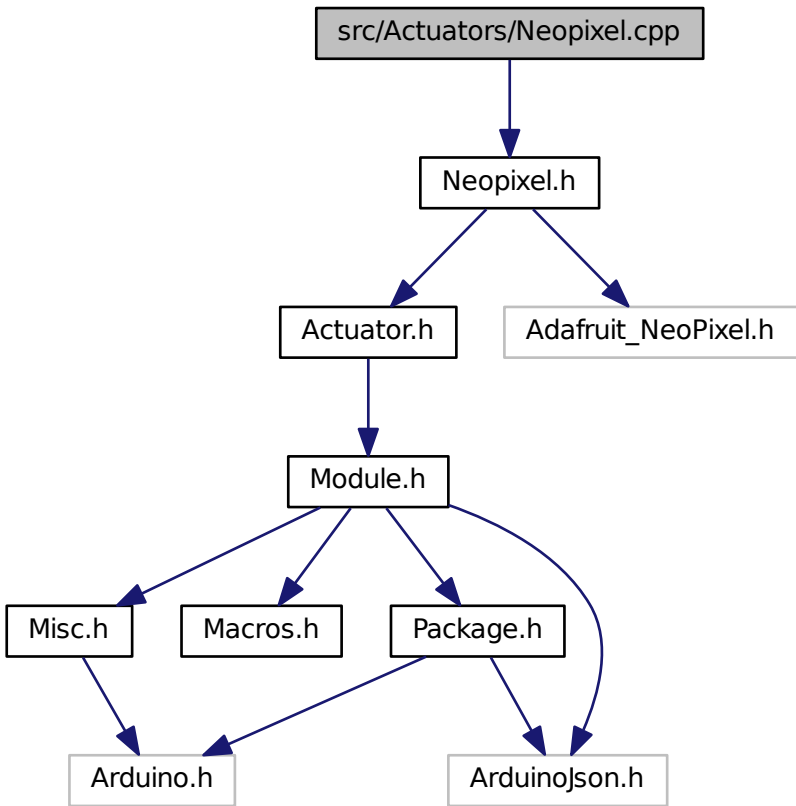 src/Actuators/Neopixel.cpp
Neopixel.h
Actuator.h
Adafruit_NeoPixel.h
Module.h
Misc.h
Macros.h
Package.h
Arduino.h
ArduinoJson.h